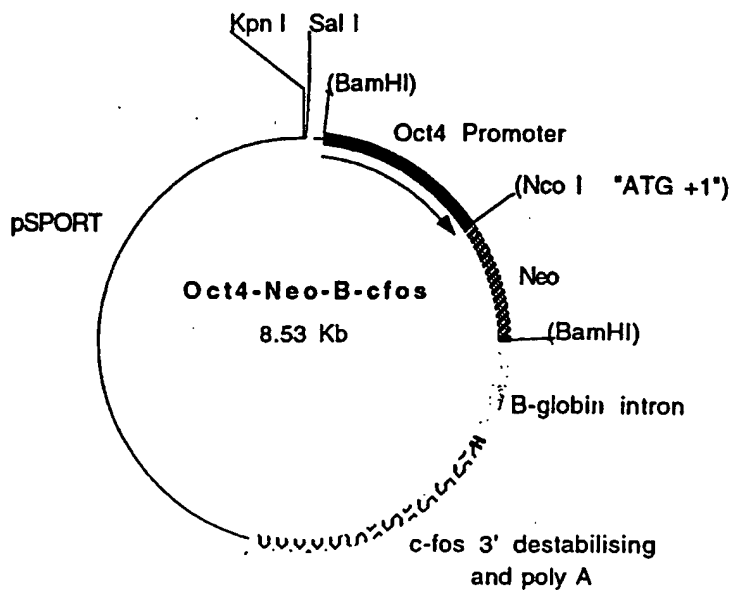 Kpn I Sal I
(BamHI)
Oct4 Promoter
(Nco I "ATG +1")
pSPORT
Neo
Oct4-Neo-B-cfos
8.53 Kb
(BamHI)
B-globin intron
c-fos 3' destabilising
and poly A